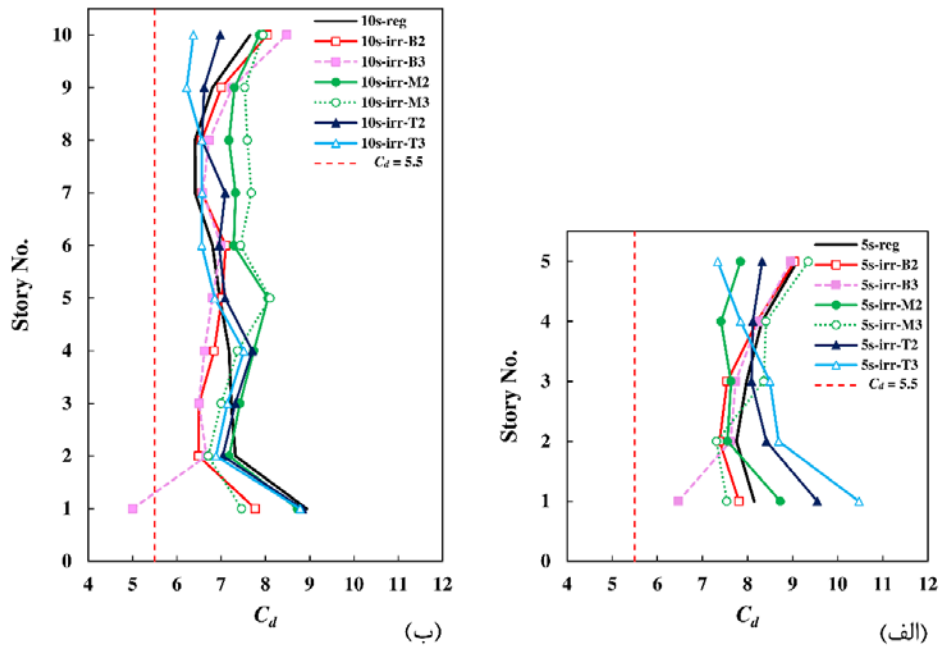 10s-reg
10s-irr-B2
10s-irr-B3
10s-irr-M2
10s-irr-M3
10s-irr-T2
10s-irr-T3
Cd = 5.5
Story No.
10
9
8
7
6
5
4
3
2
1
0
4 5 6 7 8 9 10 11 12
Cd
(ب)
5s-reg
5s-irr-B2
5s-irr-B3
5s-irr-M2
5s-irr-M3
5s-irr-T2
5s-irr-T3
Cd = 5.5
Story No.
5
4
3
2
1
0
4 5 6 7 8 9 10 11 12
Cd
(الف)